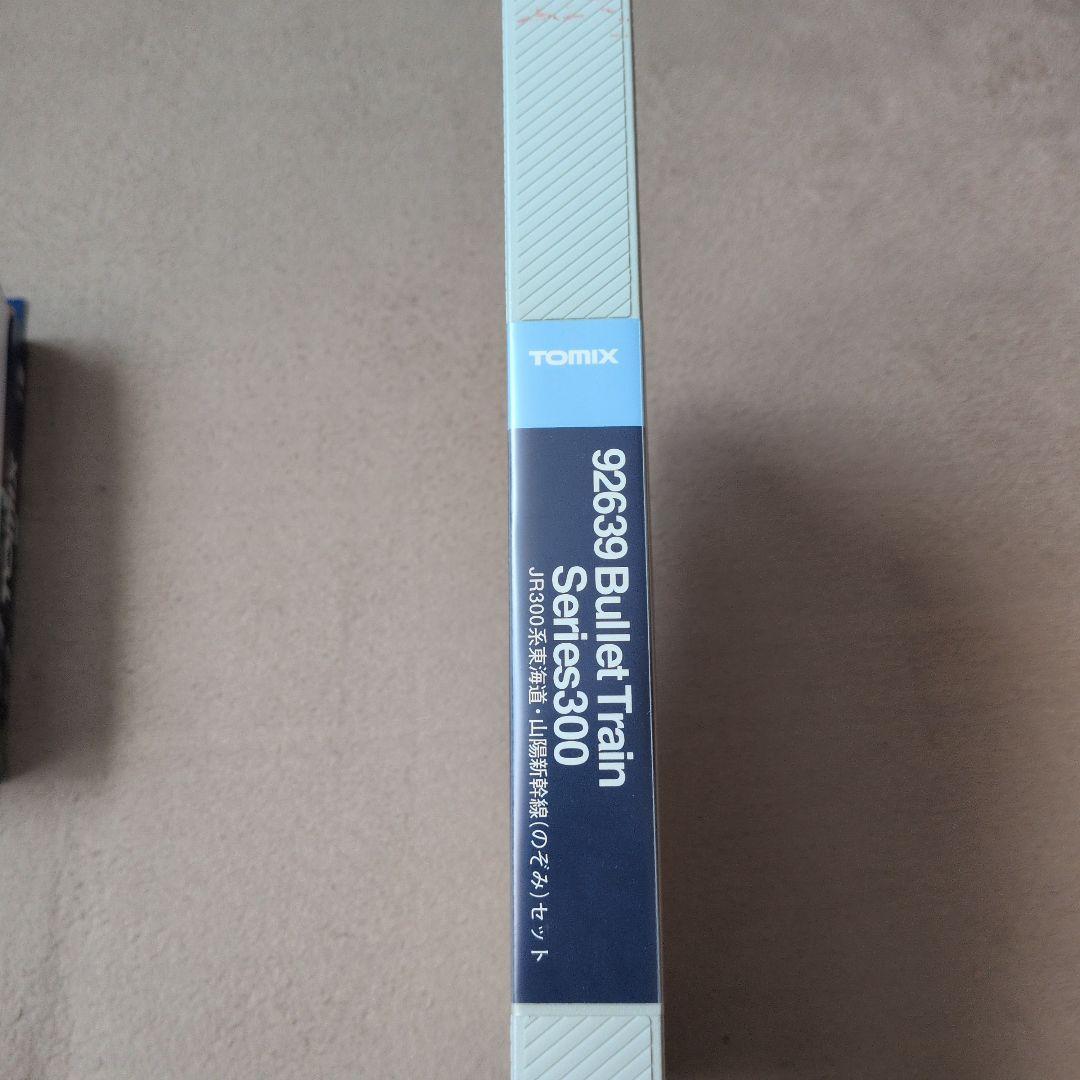 TOMIX
92639 Bullet Train
Series300
JR300系東海道・山陽新幹線(のぞみ)セット